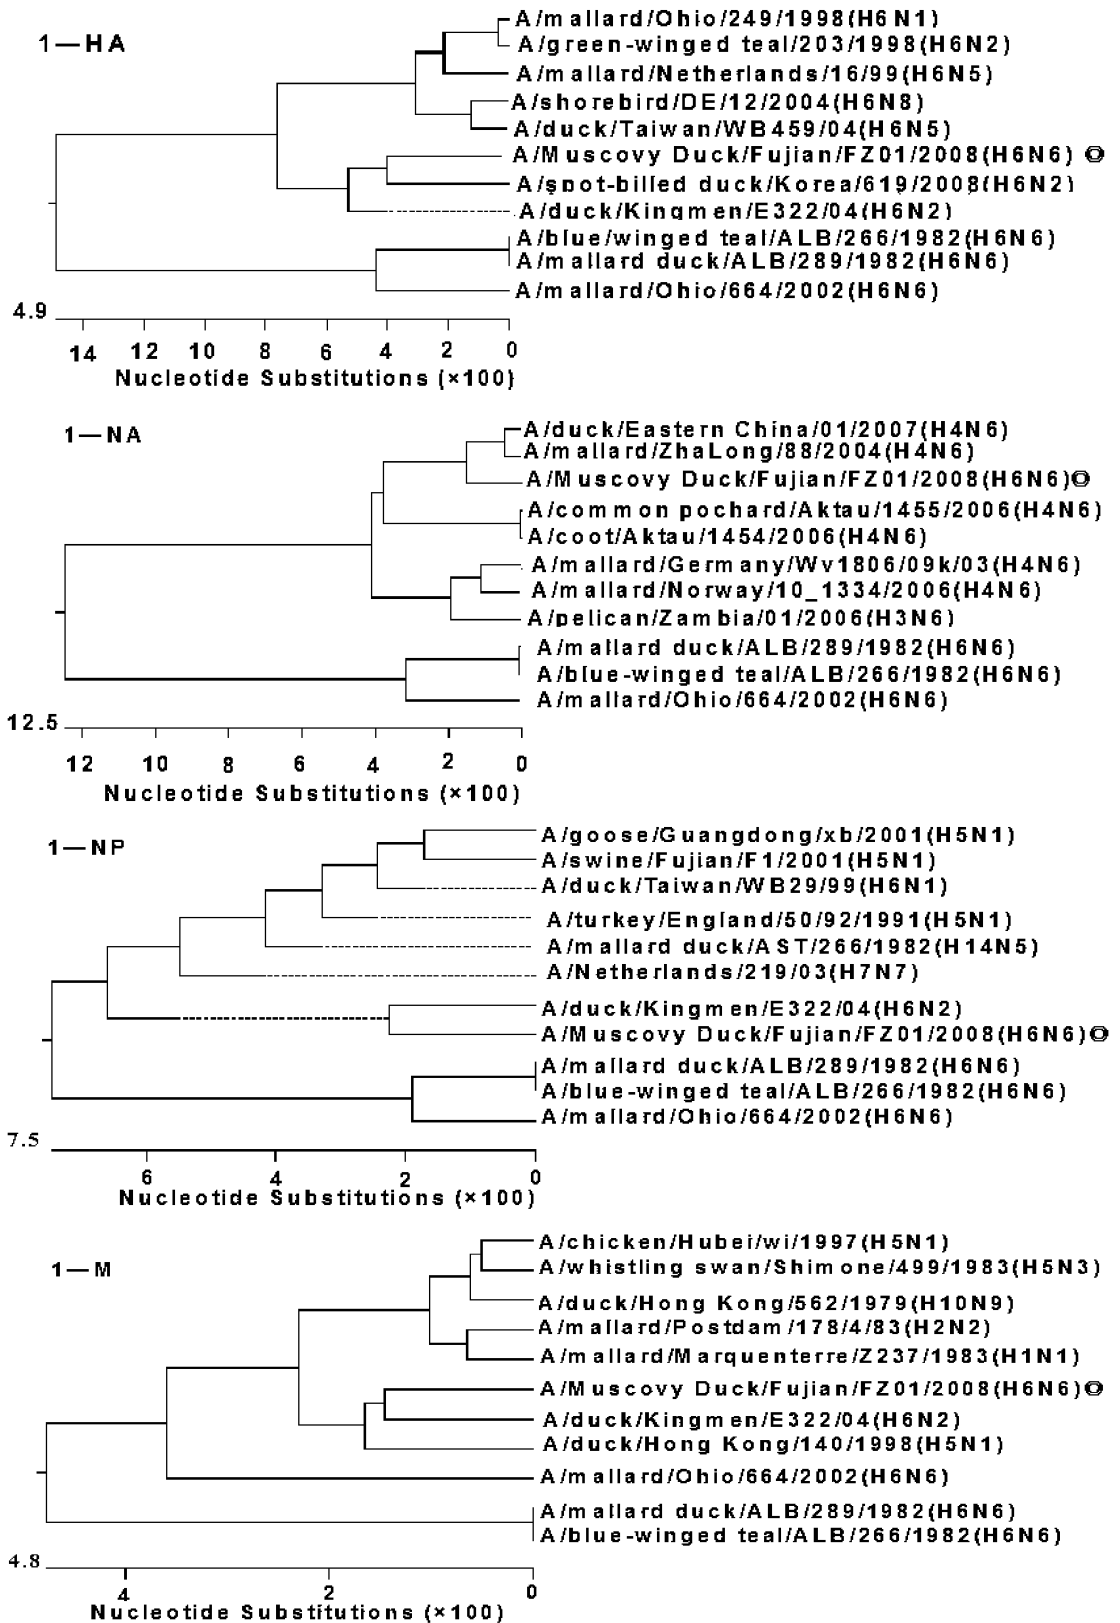 1—HA
A/mallard/Ohio/249/1998(H6N1)
A/green-winged teal/203/1998(H6N2)
A/mallard/Netherlands/16/99(H6N5)
A/shorebird/DE/12/2004(H6N8)
A/duck/Taiwan/WB459/04(H6N5)
A/Muscovy Duck/Fujian/FZ01/2008(H6N6)
A/spot-billed duck/Korea/619/2008(H6N2)
A/duck/Kingmen/E322/04(H6N2)
A/blue/winged teal/ALB/266/1982(H6N6)
A/mallard duck/ALB/289/1982(H6N6)
A/mallard/Ohio/664/2002(H6N6)
4.9
14 12 10 8 6 4 2 0
Nucleotide Substitutions (×100)
1—NA
A/duck/Eastern China/01/2007(H4N6)
A/mallard/ZhaLong/88/2004(H4N6)
A/Muscovy Duck/Fujian/FZ01/2008(H6N6)
A/common pochard/Aktau/1455/2006(H4N6)
A/coot/Aktau/1454/2006(H4N6)
A/mallard/Germany/Wv1806/09k/03(H4N6)
A/mallard/Norway/10_1334/2006(H4N6)
A/pelican/Zambia/01/2006(H3N6)
A/mallard duck/ALB/289/1982(H6N6)
A/blue-winged teal/ALB/266/1982(H6N6)
A/mallard/Ohio/664/2002(H6N6)
12.5
12 10 8 6 4 2 0
Nucleotide Substitutions (×100)
1—NP
A/goose/Guangdong/xb/2001(H5N1)
A/swine/Fujian/F1/2001(H5N1)
A/duck/Taiwan/WB29/99(H6N1)
A/turkey/England/50/92/1991(H5N1)
A/mallard duck/AST/266/1982(H14N5)
A/Netherlands/219/03(H7N7)
A/duck/Kingmen/E322/04(H6N2)
A/Muscovy Duck/Fujian/FZ01/2008(H6N6)
A/mallard duck/ALB/289/1982(H6N6)
A/blue-winged teal/ALB/266/1982(H6N6)
A/mallard/Ohio/664/2002(H6N6)
7.5
6 4 2 0
Nucleotide Substitutions (×100)
1—M
A/chicken/Hubei/wi/1997(H5N1)
A/whistling swan/Shimone/499/1983(H5N3)
A/duck/Hong Kong/562/1979(H10N9)
A/mallard/Postdam/178/4/83(H2N2)
A/mallard/Marquenterre/Z237/1983(H1N1)
A/Muscovy Duck/Fujian/FZ01/2008(H6N6)
A/duck/Kingmen/E322/04(H6N2)
A/duck/Hong Kong/140/1998(H5N1)
A/mallard/Ohio/664/2002(H6N6)
A/mallard duck/ALB/289/1982(H6N6)
A/blue-winged teal/ALB/266/1982(H6N6)
4.8
4 2 0
Nucleotide Substitutions (×100)